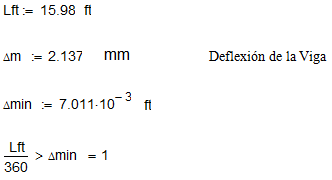 Lft := 15.98 ft
Δm := 2.137 mm Deflexión de la Viga
Δmin := 7.011·10⁻³ ft
Lft/360 > Δmin = 1